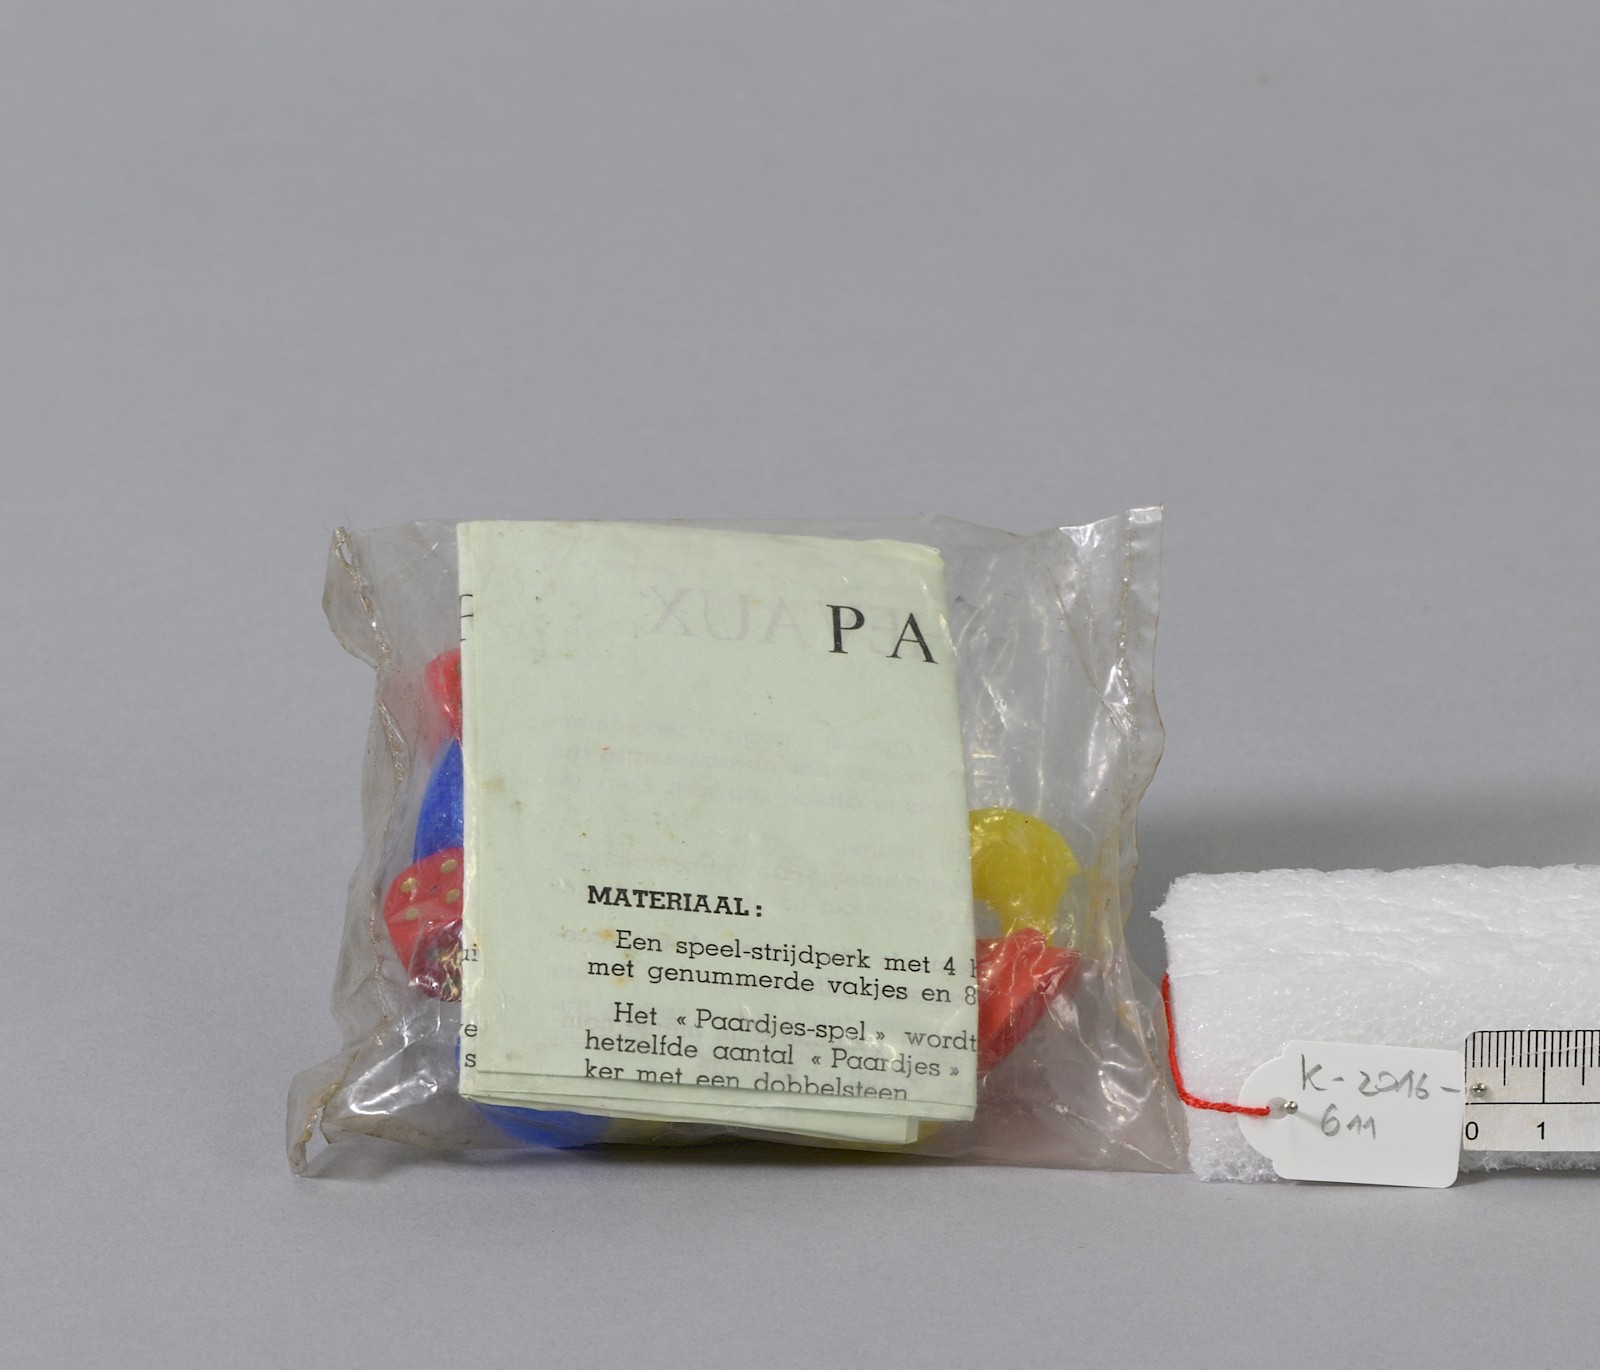 PA
MATERIAAL:
Een speel-strijdperk met 4
met genummerde vakjes en 8
Het « Paardjes-spel » wordt
hetzelfde aantal « Paardjes »
ker met een dobbelsteen
K-2016-
611
0 1